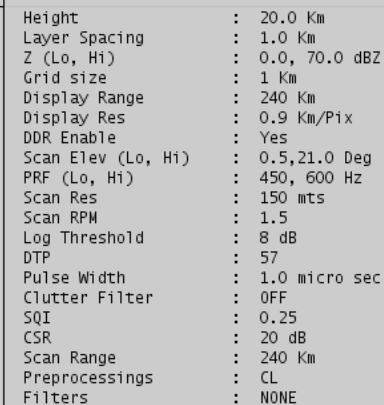 Height : 20.0 Km
Layer Spacing : 1.0 Km
Z (Lo, Hi) : 0.0, 70.0 dBZ
Grid size : 1 Km
Display Range : 240 Km
Display Res : 0.9 Km/Pix
DDR Enable : Yes
Scan Elev (Lo, Hi) : 0.5,21.0 Deg
PRF (Lo, Hi) : 450, 600 Hz
Scan Res : 150 mts
Scan RPM : 1.5
Log Threshold : 8 dB
DTP : 57
Pulse Width : 1.0 micro sec
Clutter Filter : OFF
SQI : 0.25
CSR : 20 dB
Scan Range : 240 Km
Preprocessings : CL
Filters : NONE